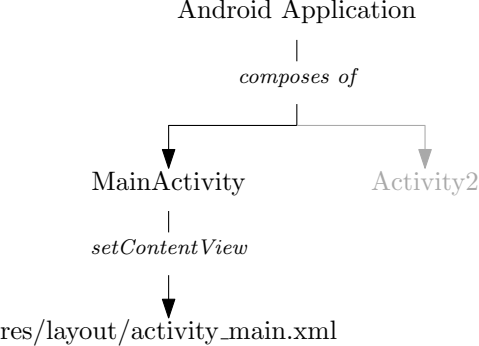 Android Application
composes of
MainActivity
Activity2
setContentView
res/layout/activity_main.xml